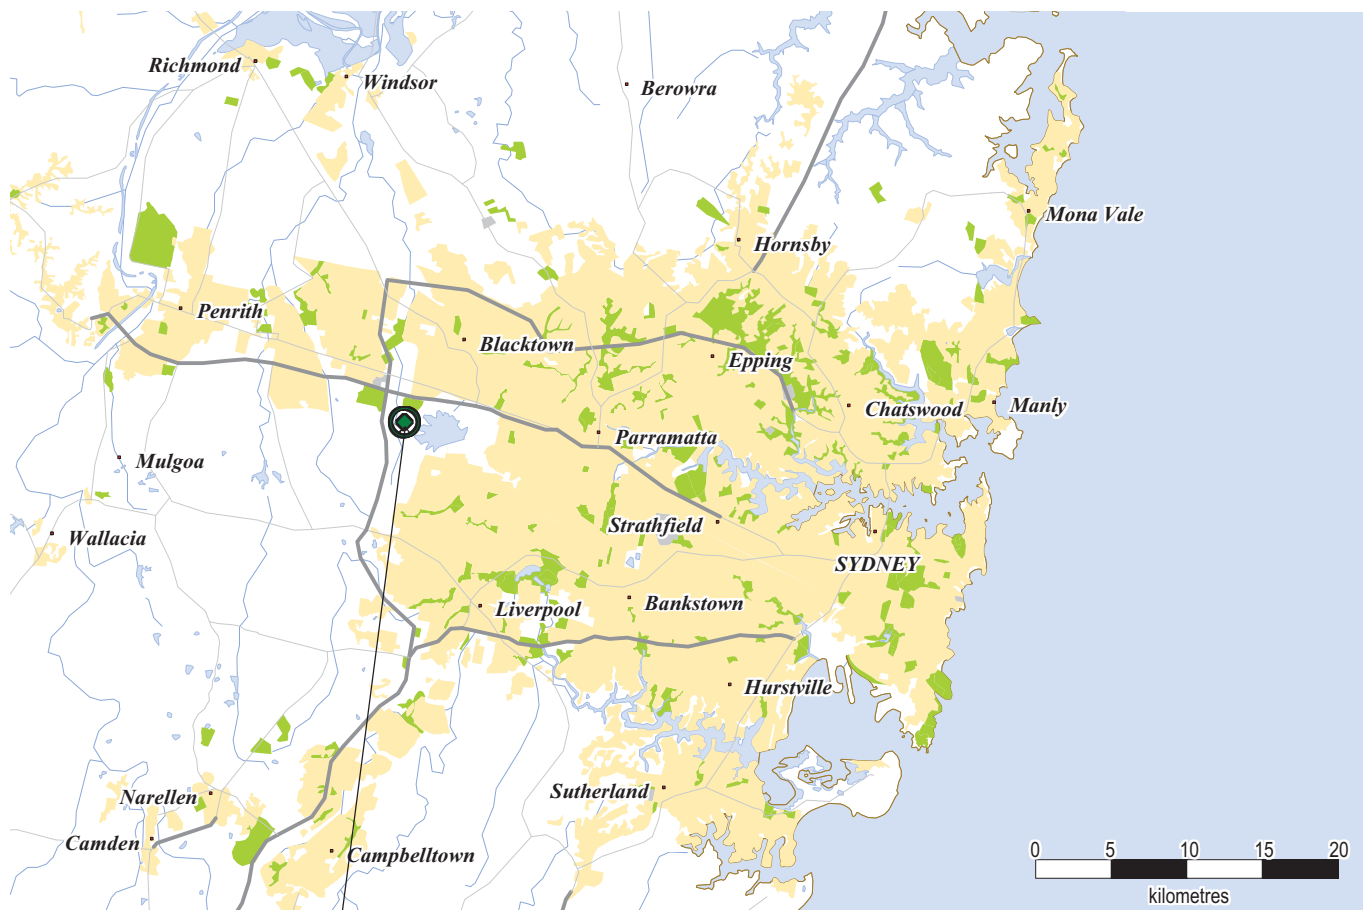 Richmond
Windsor
Berowra
Mona Vale
Hornsby
Penrith
Blacktown
Epping
Chatswood
Manly
Parramatta
Mulgoa
Strathfield
Wallacia
SYDNEY
Liverpool
Bankstown
Hurstville
Narellen
Sutherland
Camden
Campbelltown
0 5 10 15 20
kilometres